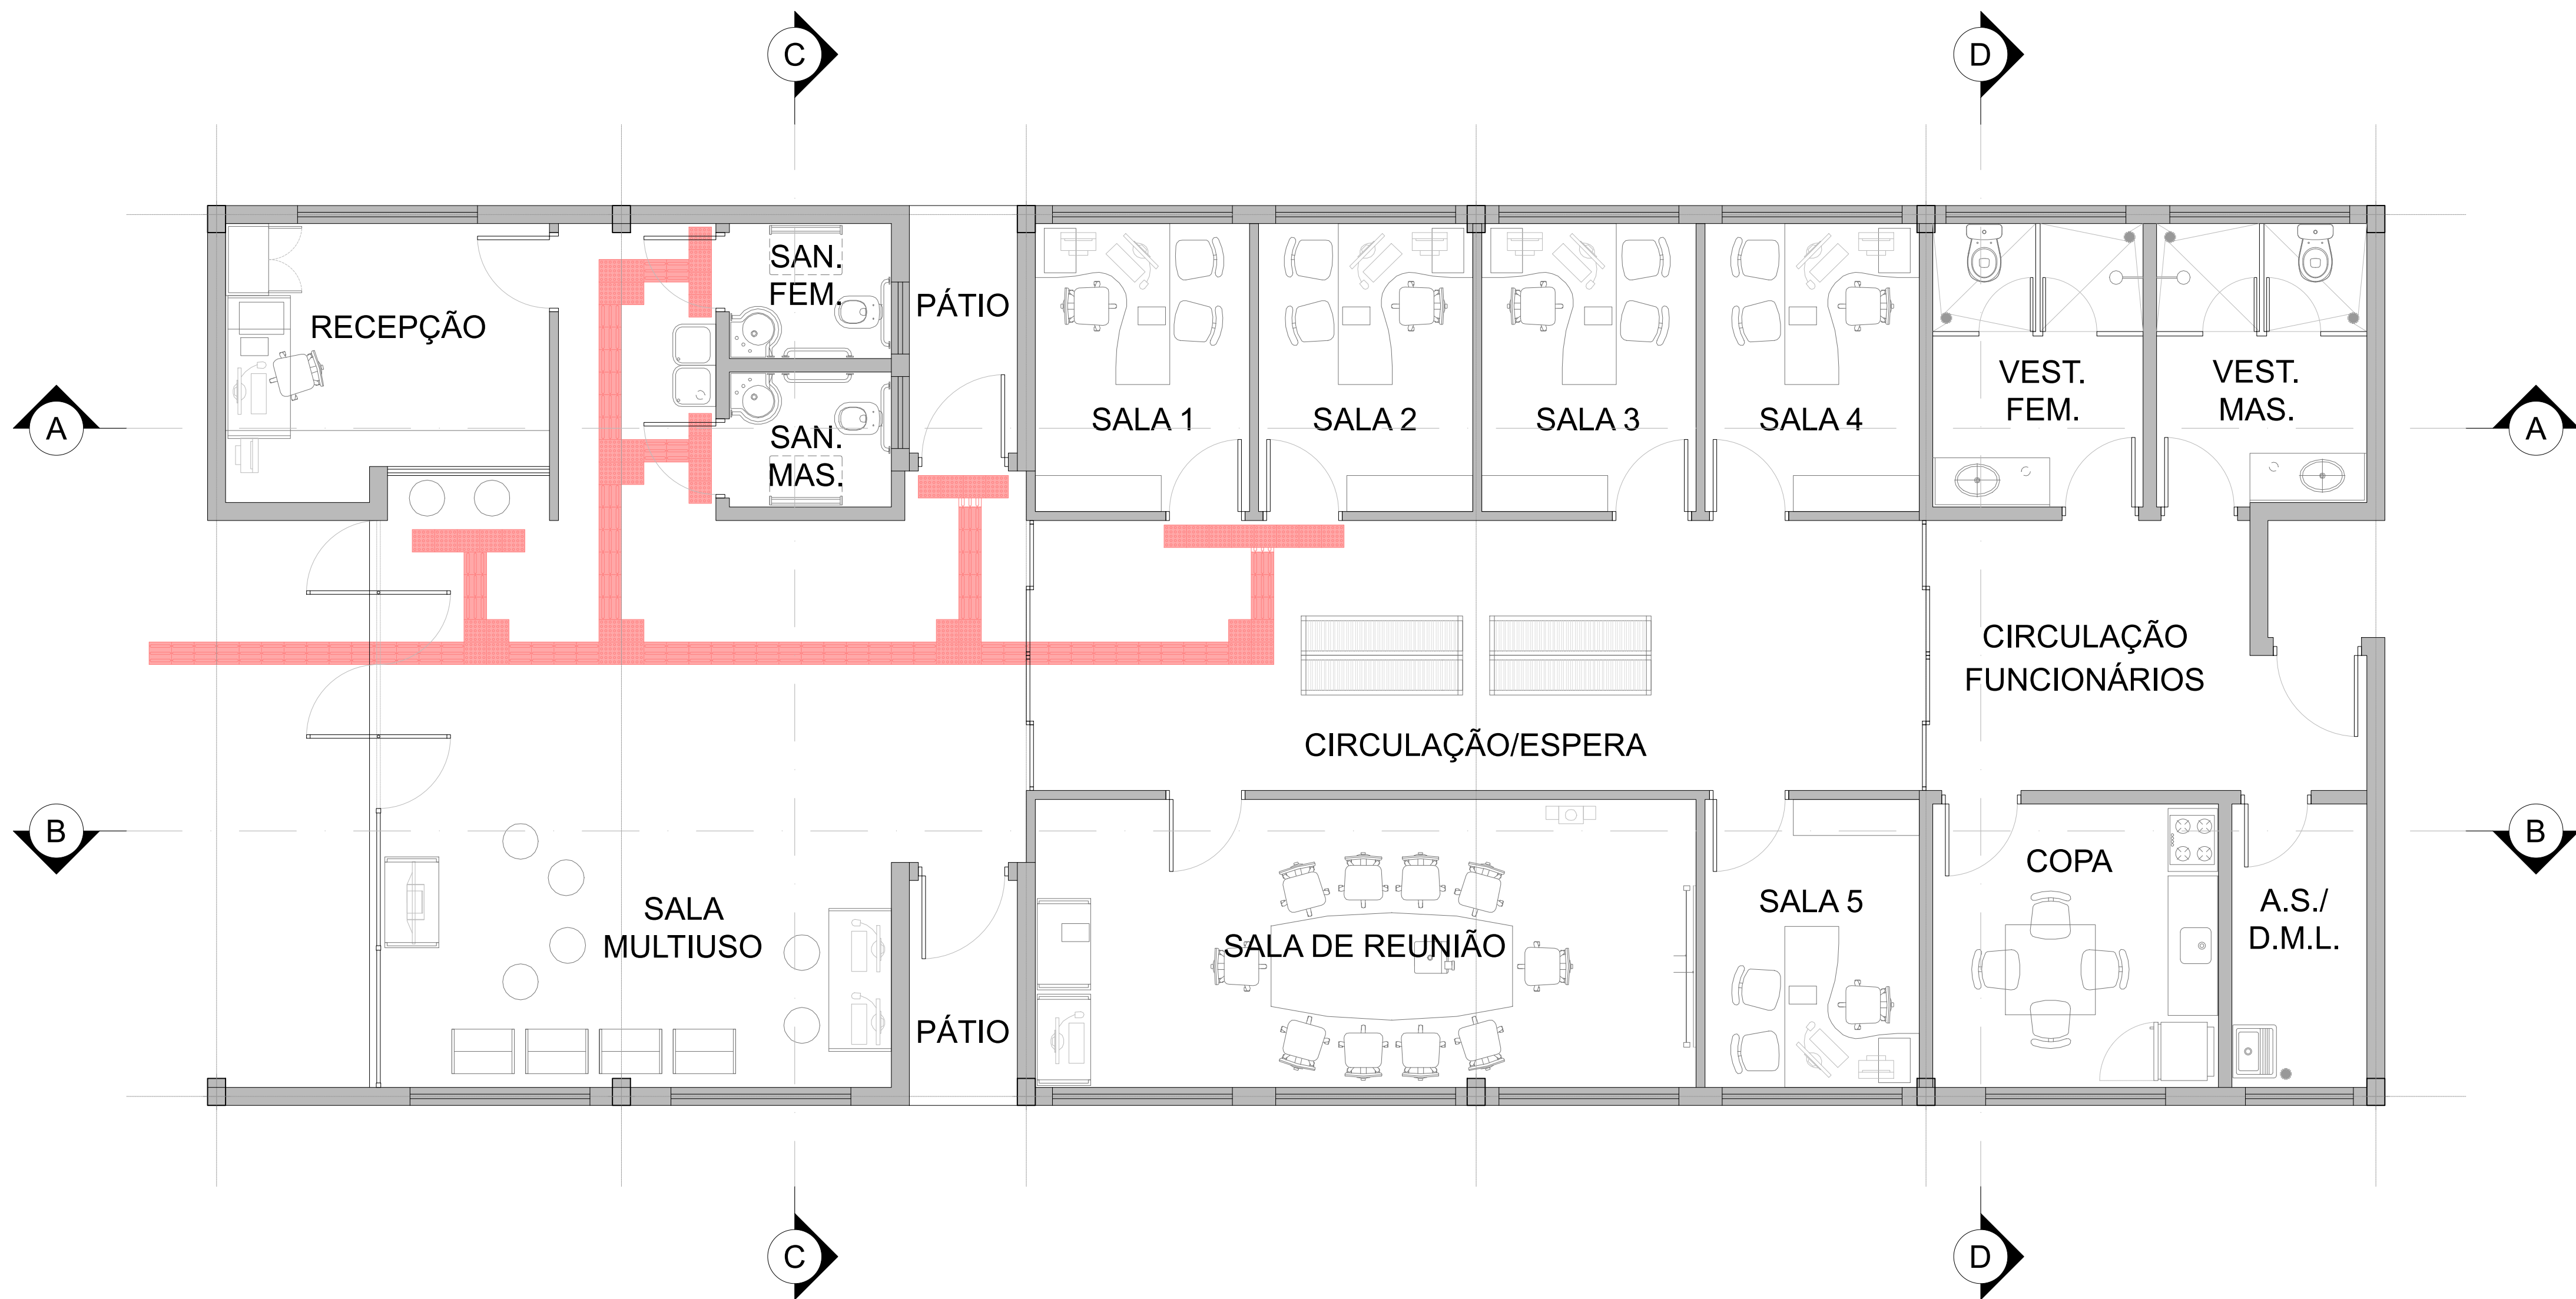 C
D
RECEPÇÃO
SAN.
FEM.
PÁTIO
SAN.
MAS.
SALA 1
SALA 2
SALA 3
SALA 4
VEST.
FEM.
VEST.
MAS.
A
A
CIRCULAÇÃO
FUNCIONÁRIOS
CIRCULAÇÃO/ESPERA
B
B
SALA
MULTIUSO
PÁTIO
SALA DE REUNIÃO
SALA 5
COPA
A.S./
D.M.L.
C
D